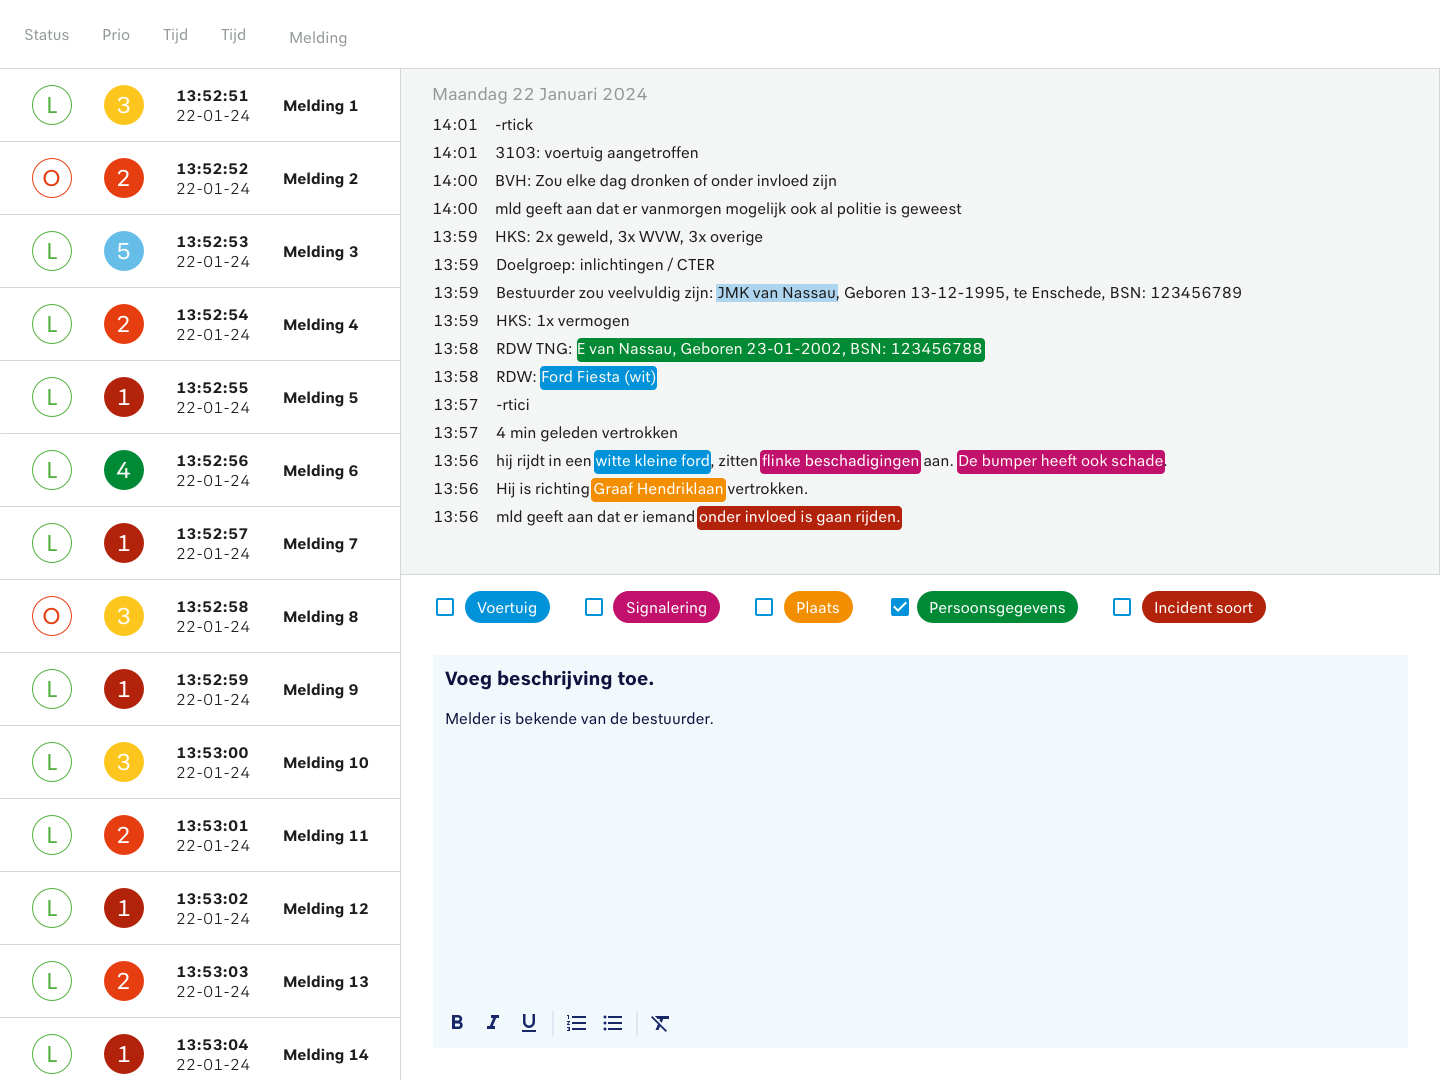 Status Prio Tijd Tijd Melding
L 3 13:52:51 22-01-24 Melding 1
O 2 13:52:52 22-01-24 Melding 2
L 5 13:52:53 22-01-24 Melding 3
L 2 13:52:54 22-01-24 Melding 4
L 1 13:52:55 22-01-24 Melding 5
L 4 13:52:56 22-01-24 Melding 6
L 1 13:52:57 22-01-24 Melding 7
O 3 13:52:58 22-01-24 Melding 8
L 1 13:52:59 22-01-24 Melding 9
L 3 13:53:00 22-01-24 Melding 10
L 2 13:53:01 22-01-24 Melding 11
L 1 13:53:02 22-01-24 Melding 12
L 2 13:53:03 22-01-24 Melding 13
L 1 13:53:04 22-01-24 Melding 14
Maandag 22 Januari 2024
14:01 -rtick
14:01 3103: voertuig aangetroffen
14:00 BVH: Zou elke dag dronken of onder invloed zijn
14:00 mld geeft aan dat er vanmorgen mogelijk ook al politie is geweest
13:59 HKS: 2x geweld, 3x WVW, 3x overige
13:59 Doelgroep: inlichtingen / CTER
13:59 Bestuurder zou veelvuldig zijn: JMK van Nassau, Geboren 13-12-1995, te Enschede, BSN: 123456789
13:59 HKS: 1x vermogen
13:58 RDW TNG: E van Nassau, Geboren 23-01-2002, BSN: 123456788
13:58 RDW: Ford Fiesta (wit)
13:57 -rtici
13:57 4 min geleden vertrokken
13:56 hij rijdt in een witte kleine ford, zitten flinke beschadigingen aan. De bumper heeft ook schade.
13:56 Hij is richting Graaf Hendriklaan vertrokken.
13:56 mld geeft aan dat er iemand onder invloed is gaan rijden.
Voertuig Signalering Plaats Persoonsgegevens Incident soort
Voeg beschrijving toe.
Melder is bekende van de bestuurder.
B I U